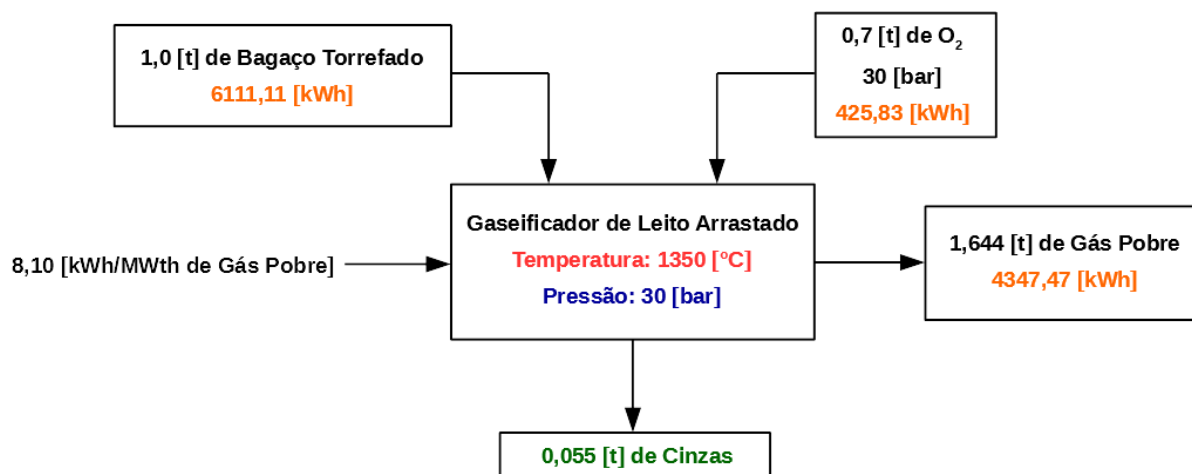 1,0 [t] de Bagaço Torrefado
6111,11 [kWh]
0,7 [t] de O₂
30 [bar]
425,83 [kWh]
8,10 [kWh/MWth de Gás Pobre]
Gaseificador de Leito Arrastado
Temperatura: 1350 [ºC]
Pressão: 30 [bar]
1,644 [t] de Gás Pobre
4347,47 [kWh]
0,055 [t] de Cinzas